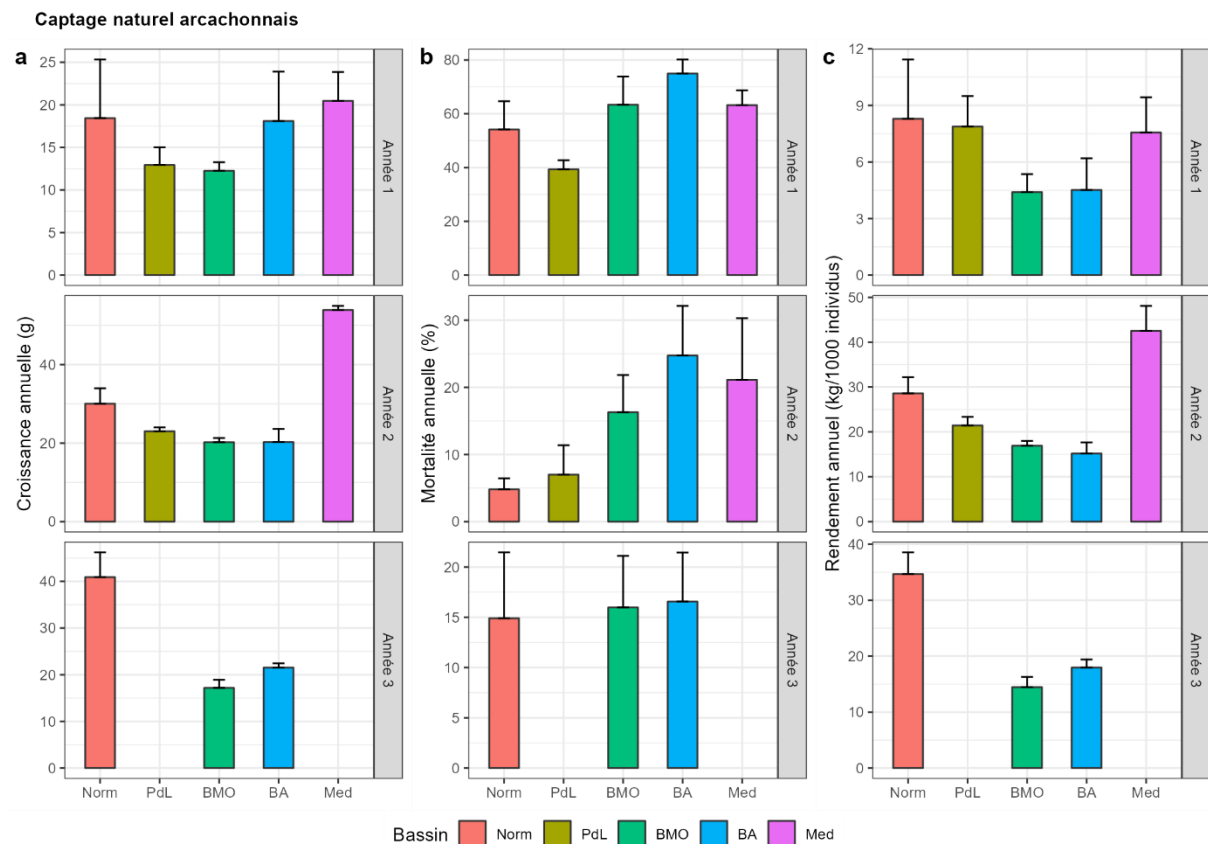 Captage naturel arcachonnais
a
Croissance annuelle (g)
25
20
15
10
5
0
Année 1
40
20
0
Année 2
40
30
20
10
0
Année 3
Norm PdL BMO BA Med
b
Mortalité annuelle (%)
80
60
40
20
0
Année 1
30
20
10
0
Année 2
20
15
10
5
0
Année 3
Norm PdL BMO BA Med
c
Rendement annuel (kg/1000 individus)
12
9
6
3
0
Année 1
50
40
30
20
10
0
Année 2
40
30
20
10
0
Année 3
Norm PdL BMO BA Med
Bassin Norm PdL BMO BA Med